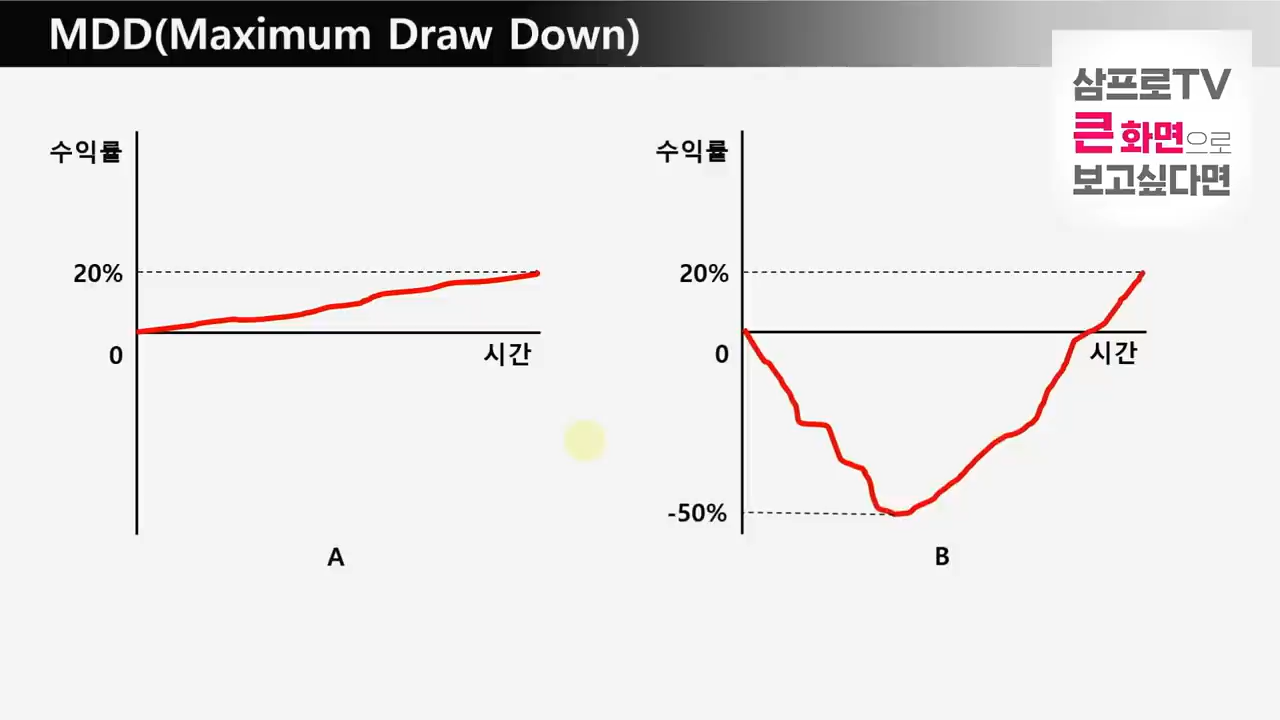 MDD(Maximum Draw Down)
삼프로TV
큰 화면으로
보고싶다면
수익률
20%
0
시간
A
수익률
20%
0
시간
-50%
B